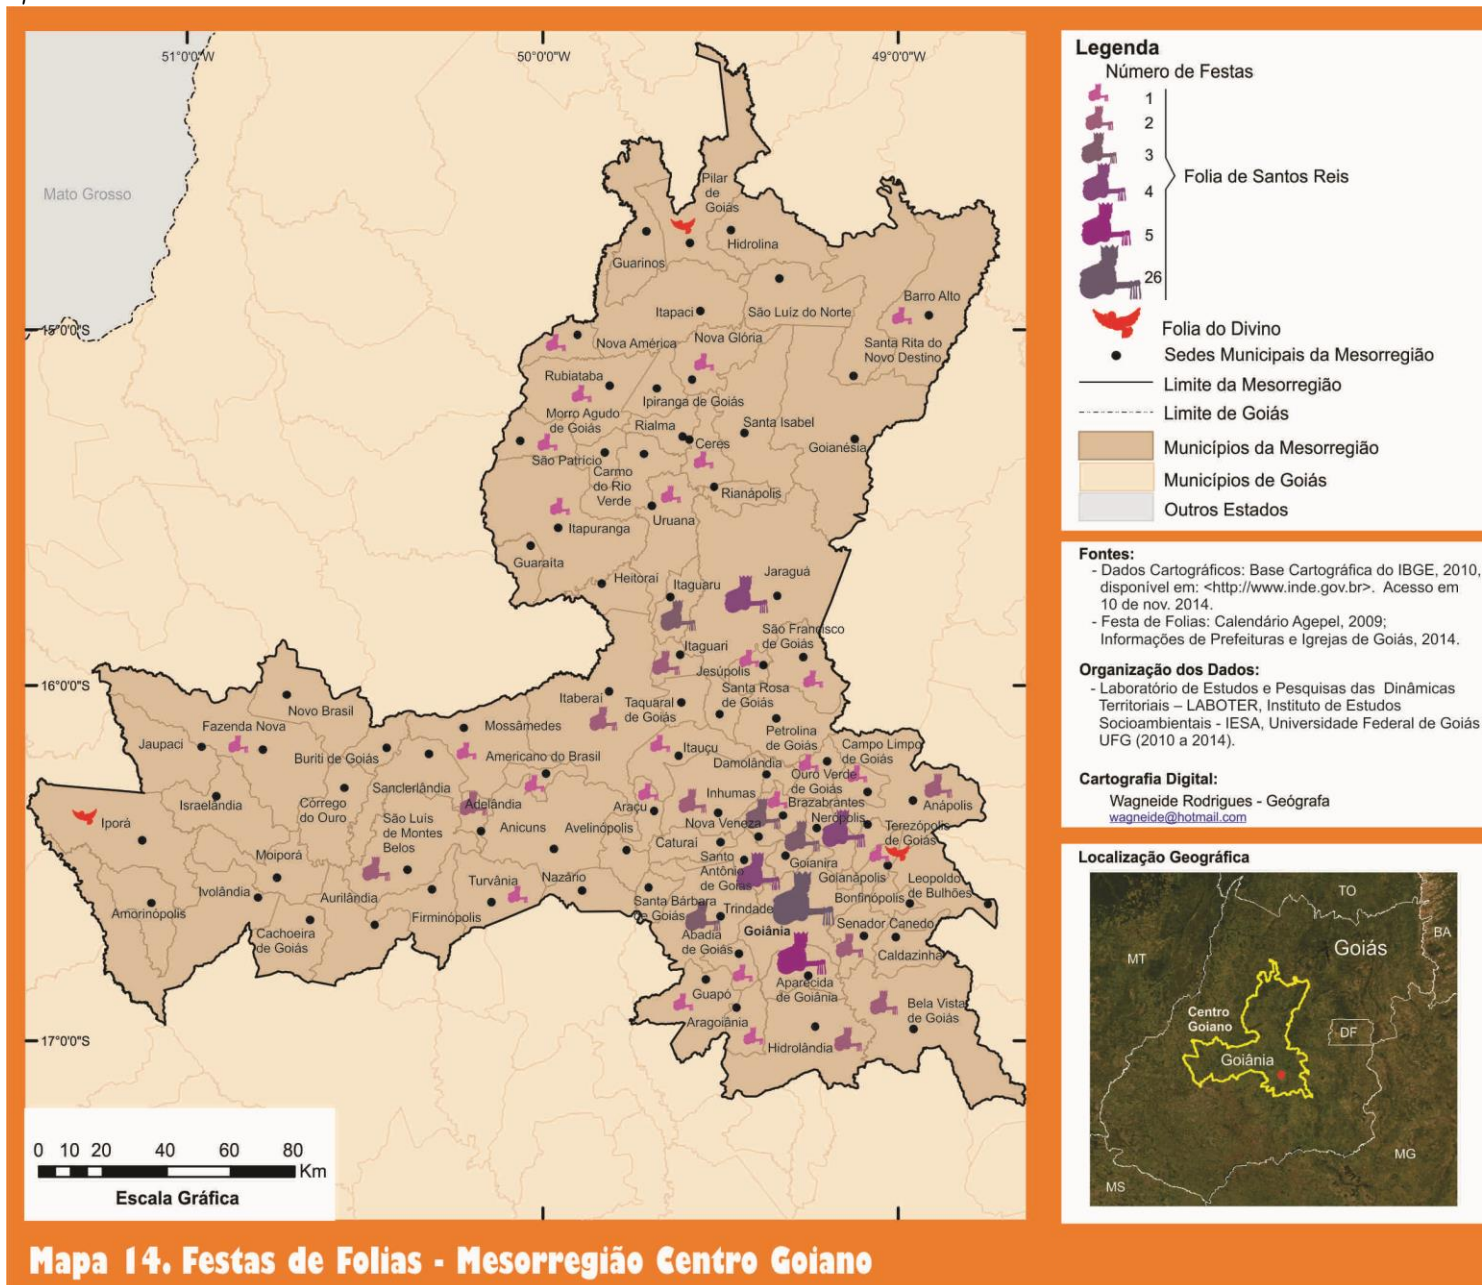 51°0'0"W
50°0'0"W
49°0'0"W
Mato Grosso
Pilar
de
Goiás
Hidrolina
Guarinos
Barro Alto
Itapaci
São Luíz do Norte
15°0'0"S
Nova América
Nova Glória
Santa Rita do
Novo Destino
Rubiataba
Ipiranga de Goiás
Morro Agudo
de Goiás
Rialma
Santa Isabel
Ceres
Goianésia
São Patrício
Carmo
do Rio
Verde
Rianápolis
Uruana
Itapuranga
Guaraíta
Heitoraí
Itaguaru
Jaraguá
São Francisco
de Goiás
Itaguari
Jesúpolis
16°0'0"S
Santa Rosa
de Goiás
Itaberaí
Taquaral
de Goiás
Novo Brasil
Fazenda Nova
Mossâmedes
Petrolina
de Goiás
Campo Limpo
de Goiás
Jaupaci
Buriti de Goiás
Americano do Brasil
Itauçu
Damolândia
Ouro Verde
de Goiás
Sanclerlândia
Israelândia
Córrego
do Ouro
Adelândia
Araçu
Inhumas
Brazabrantes
Anápolis
Iporá
São Luis
de Montes
Belos
Anicuns
Avelinópolis
Nova Veneza
Nerópolis
Terezópolis
de Goiás
Caturaí
Moiporá
Santo
Antônio
de Goiás
Goianira
Goianápolis
Leopoldo
de Bulhões
Turvânia
Nazário
Ivolândia
Aurilândia
Santa Bárbara
de Goiás
Trindade
Bonfinópolis
Amorinópolis
Firminópolis
Cachoeira
de Goiás
Abadia
de Goiás
Goiânia
Senador Canedo
Caldazinha
Guapó
Aparecida
de Goiânia
Bela Vista
de Goiás
Aragoiânia
17°0'0"S
Hidrolândia
0 10 20 40 60 80
Km
Escala Gráfica
Legenda
Número de Festas
1
2
3
4
5
26
Folia de Santos Reis
Folia do Divino
Sedes Municipais da Mesorregião
Limite da Mesorregião
Limite de Goiás
Municípios da Mesorregião
Municípios de Goiás
Outros Estados
Fontes:
- Dados Cartográficos: Base Cartográfica do IBGE, 2010,
disponível em: <http://www.inde.gov.br>. Acesso em
10 de nov. 2014.
- Festa de Folias: Calendário Agepel, 2009;
Informações de Prefeituras e Igrejas de Goiás, 2014.
Organização dos Dados:
- Laboratório de Estudos e Pesquisas das Dinâmicas
Territoriais – LABOTER, Instituto de Estudos
Socioambientais - IESA, Universidade Federal de Goiás
UFG (2010 a 2014).
Cartografia Digital:
Wagneide Rodrigues - Geógrafa
wagneide@hotmail.com
Localização Geográfica
TO
BA
Goiás
MT
Centro
Goiano
DF
Goiânia
MG
MS
Mapa 14. Festas de Folias - Mesorregião Centro Goiano